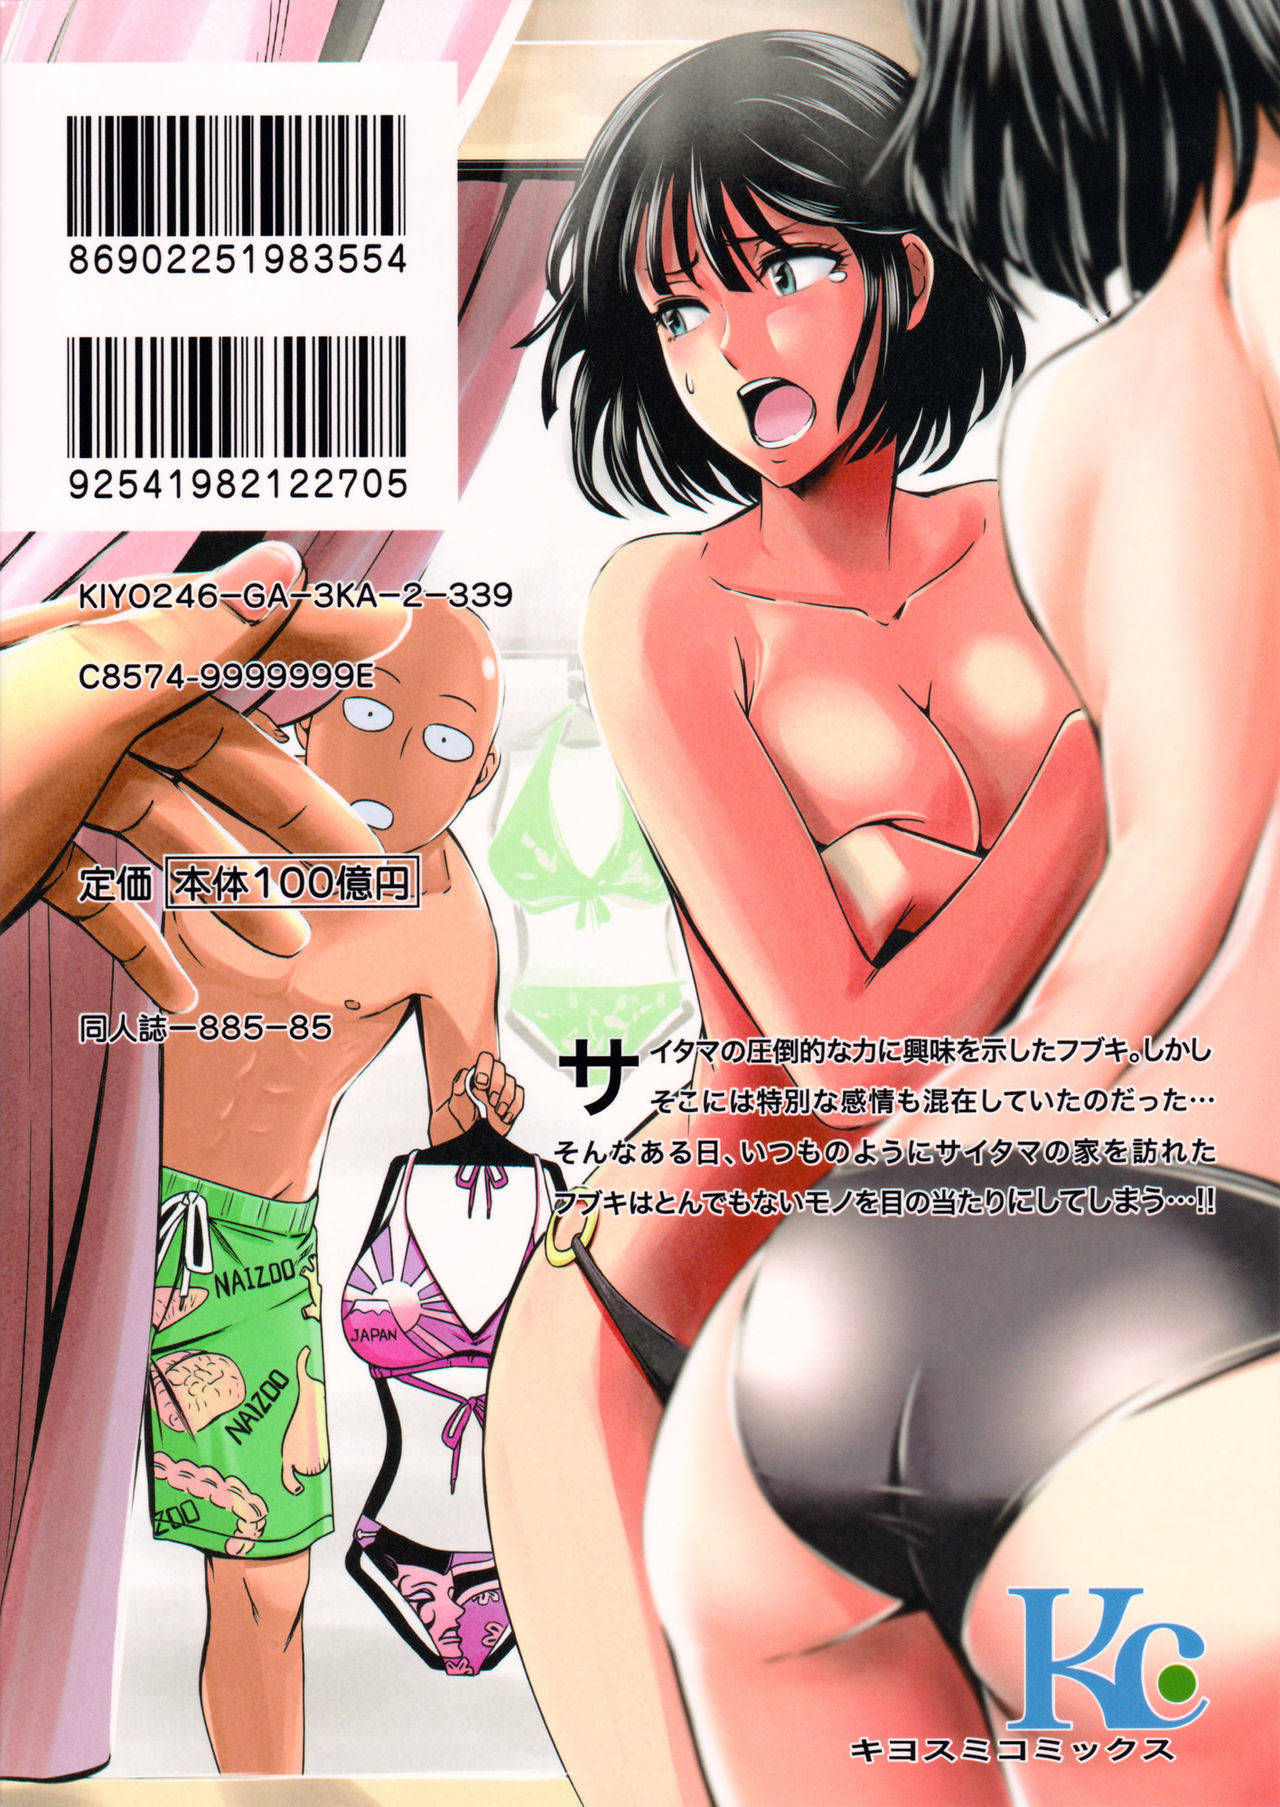 86902251983554
92541982122705
KIYO246-GA-3KA-2-339
C8574-9999999E
定価 本体100億円
同人誌ー885-85
サイタマの圧倒的な力に興味を示したフブキ。しかし
そこには特別な感情も混在していたのだった…
そんなある日、いつものようにサイタマの家を訪れた
フブキはとんでもないモノを目の当たりにしてしまう…!!
NAIZOO
NAIZOO
ZOO
JAPAN
KC
キヨスミコミックス